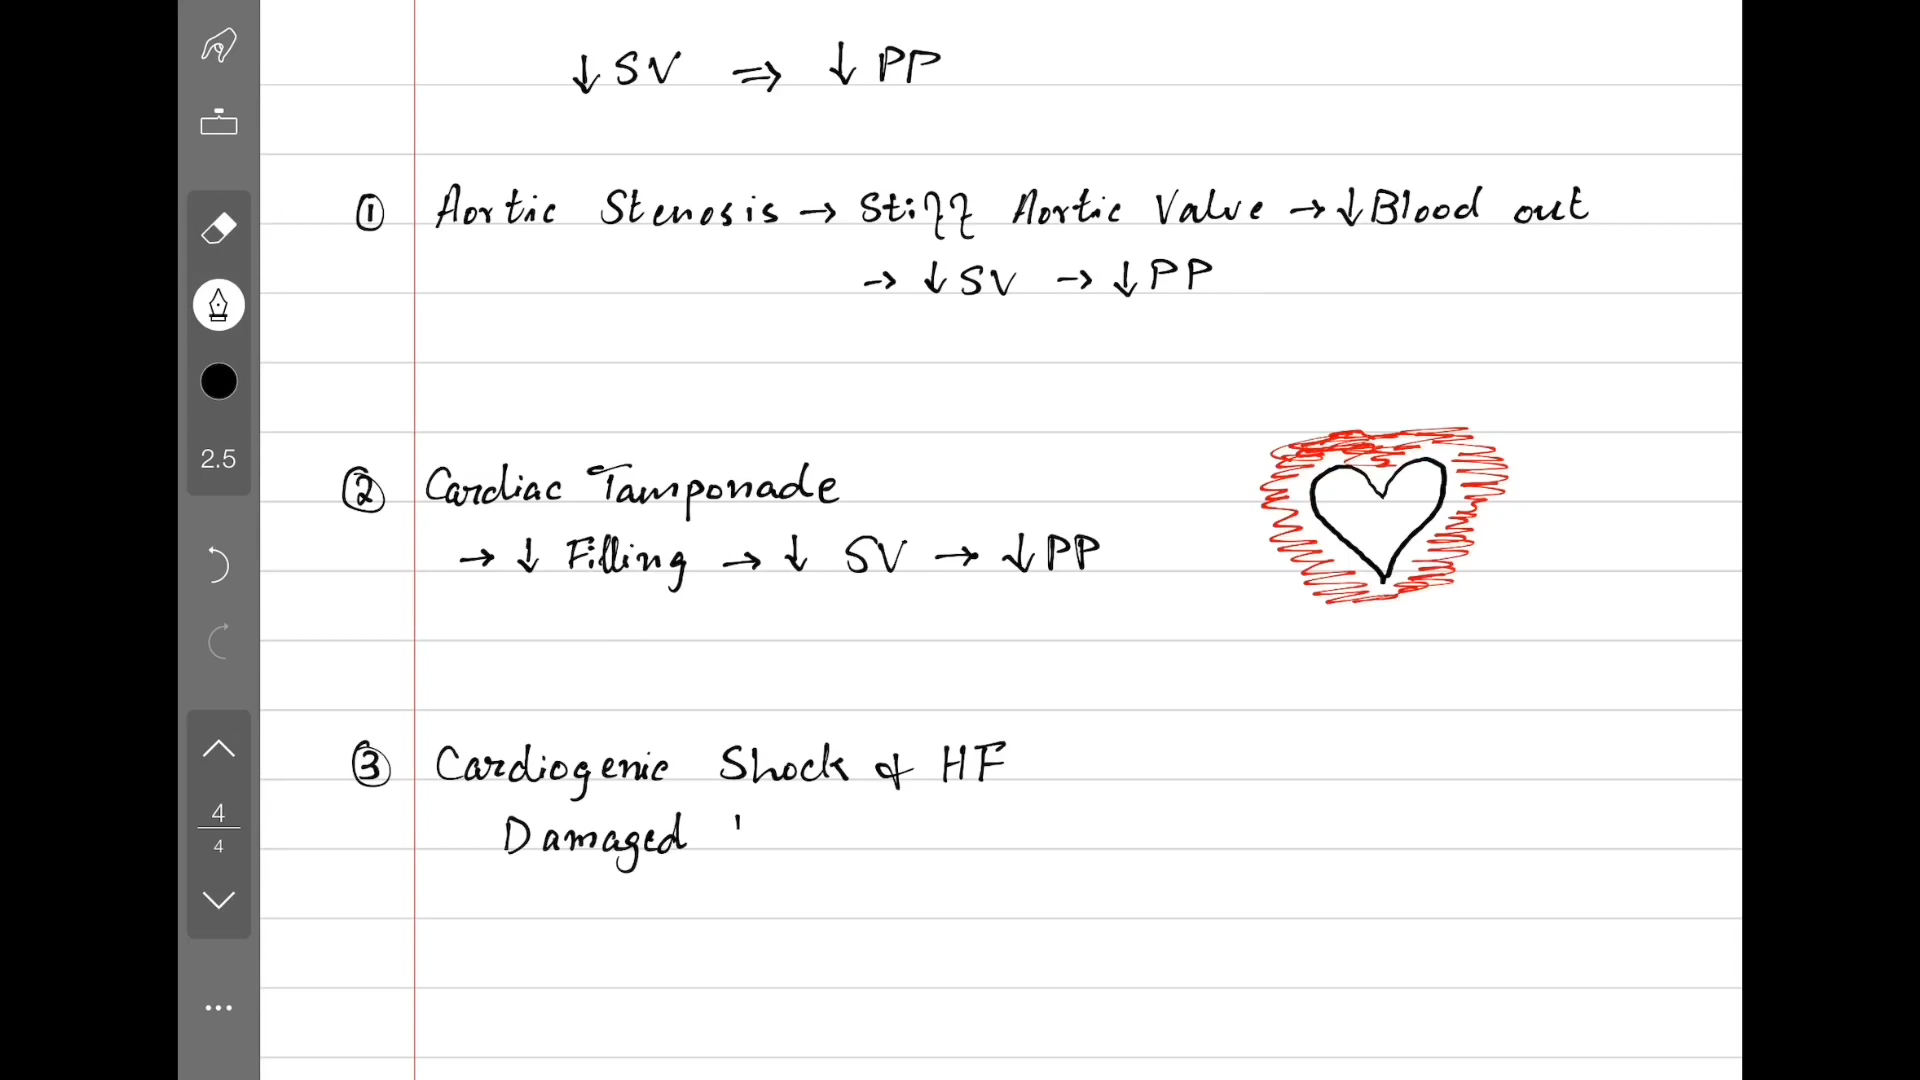 ↓ SV ⇒ ↓ PP
① Aortic Stenosis → Stiff Aortic Valve → ↓ Blood out
→ ↓ SV → ↓ PP
2.5
② Cardiac Tamponade
→ ↓ Filling → ↓ SV → ↓ PP
③ Cardiogenic Shock & HF
Damaged
4
4